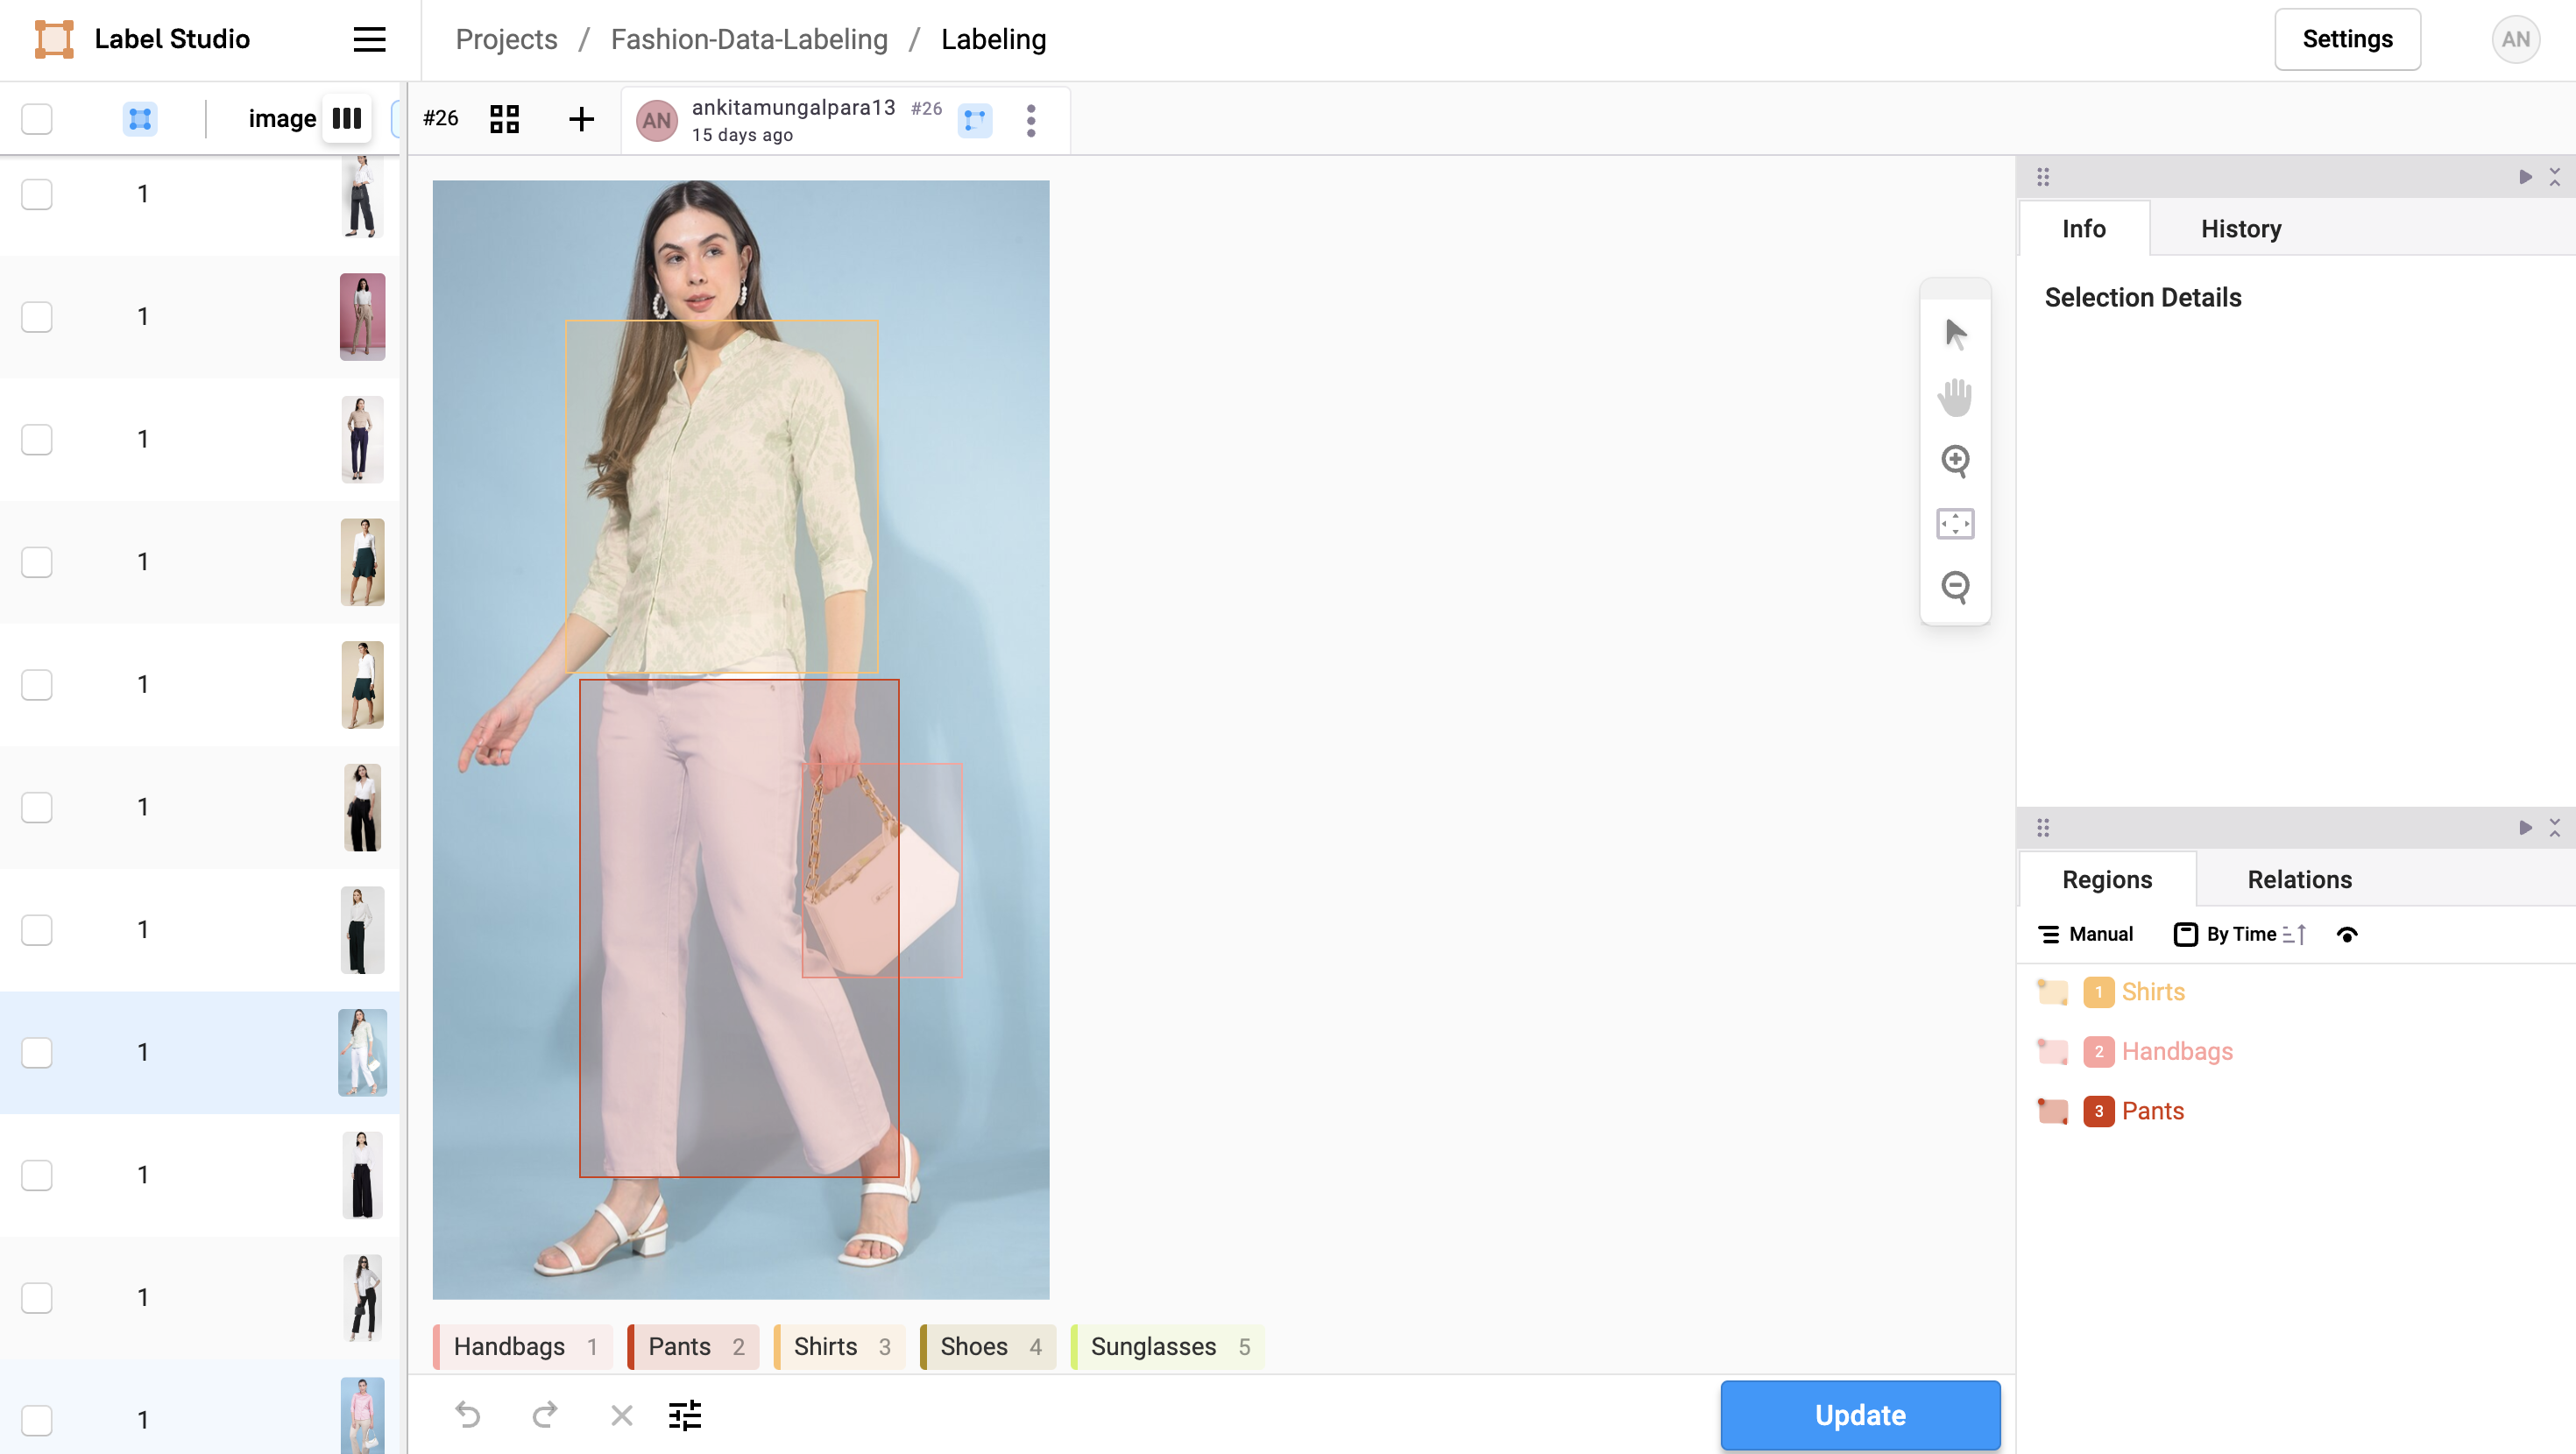 Label Studio
Projects / Fashion-Data-Labeling / Labeling
Settings
AN
image
#26
AN
ankitamungalpara13 #26
15 days ago
1
1
1
1
1
1
1
1
1
1
1
Info
History
Selection Details
Regions
Relations
Manual
By Time
1 Shirts
2 Handbags
3 Pants
Handbags 1
Pants 2
Shirts 3
Shoes 4
Sunglasses 5
Update